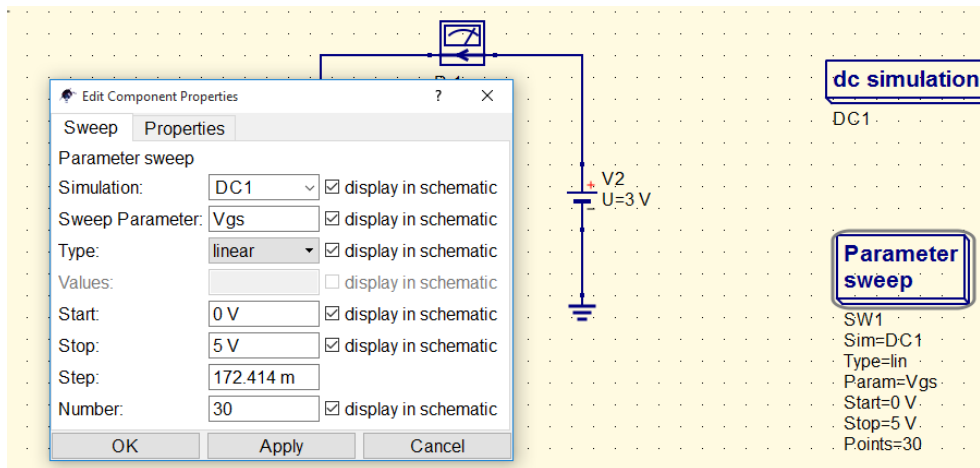 Edit Component Properties ? ×
Sweep Properties
Parameter sweep
Simulation: DC1 display in schematic
Sweep Parameter: Vgs display in schematic
Type: linear display in schematic
Values: display in schematic
Start: 0 V display in schematic
Stop: 5 V display in schematic
Step: 172.414 m
Number: 30 display in schematic
OK Apply Cancel
+ V2
U=3 V
-
dc simulation
DC1
Parameter
sweep
SW1
Sim=DC1
Type=lin
Param=Vgs
Start=0 V
Stop=5 V
Points=30